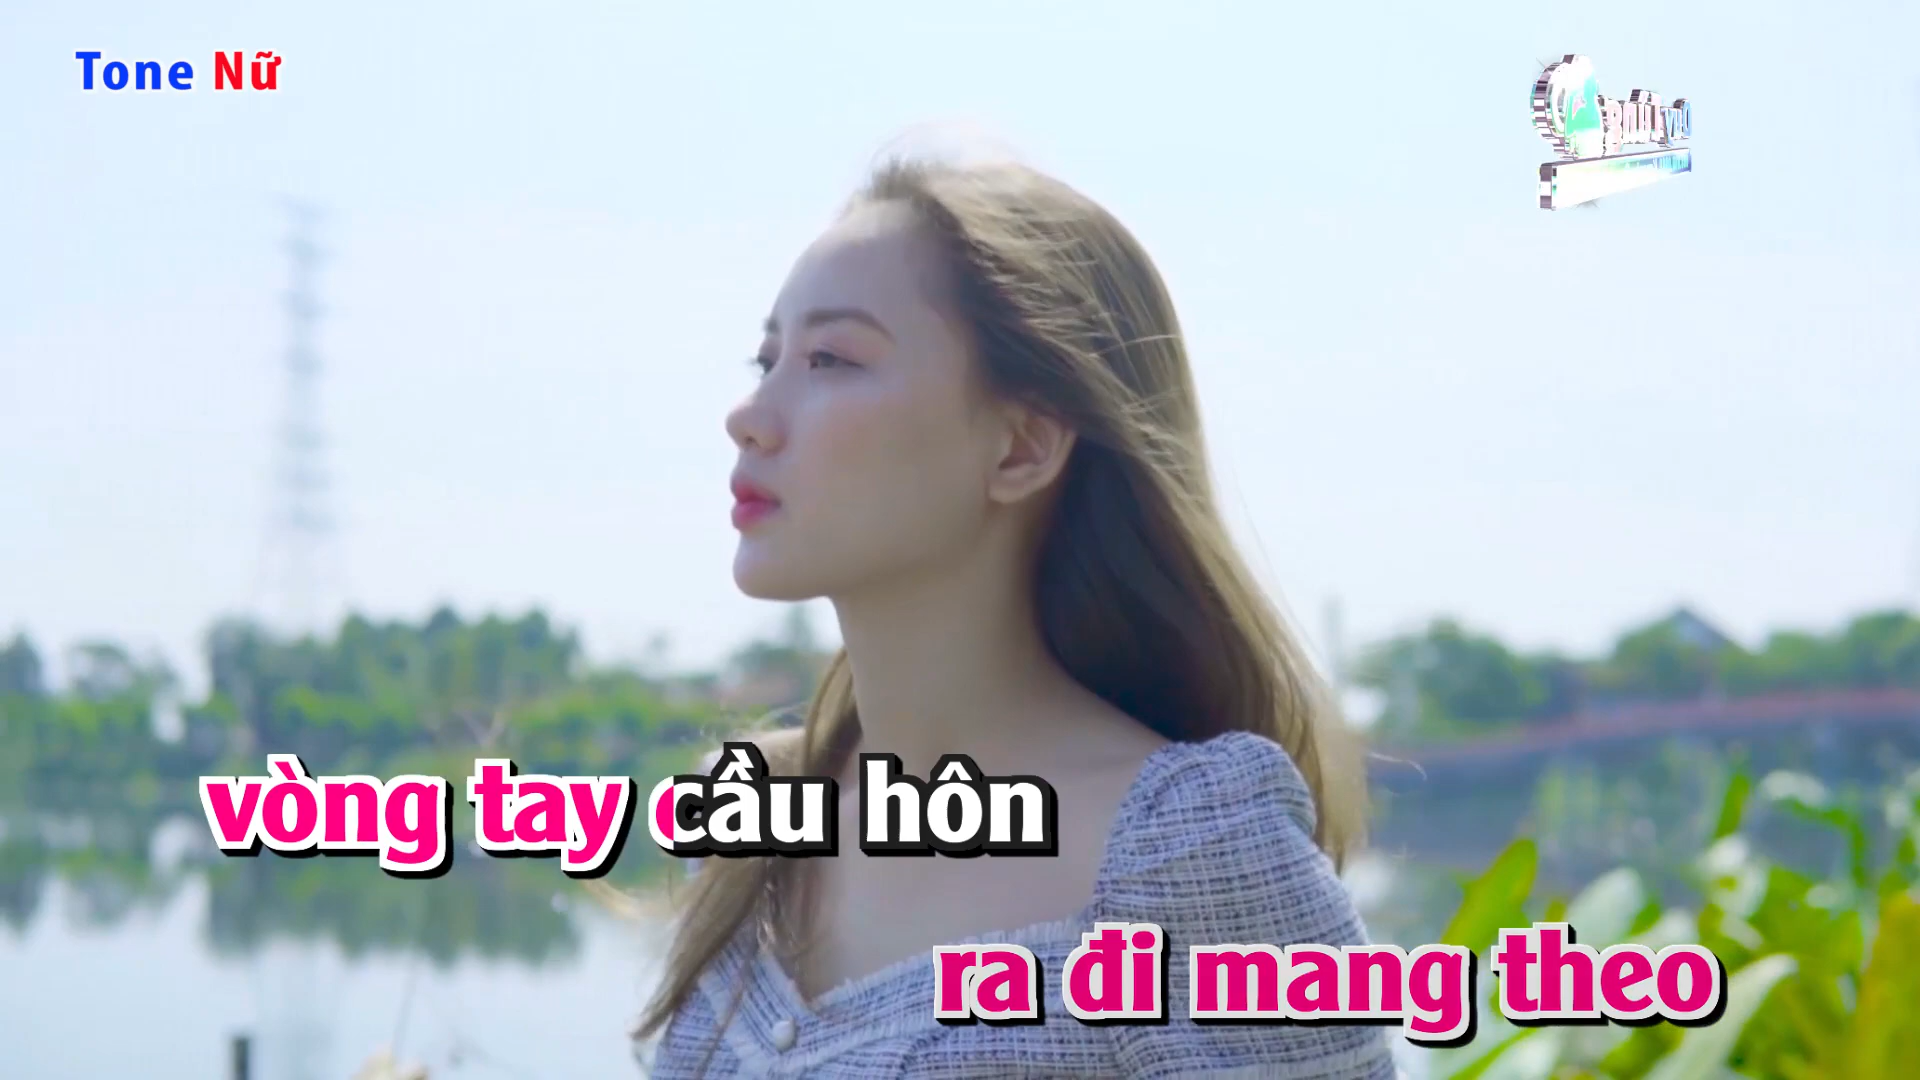 Tone Nữ
vòng tay cầu hôn
ra đi mang theo